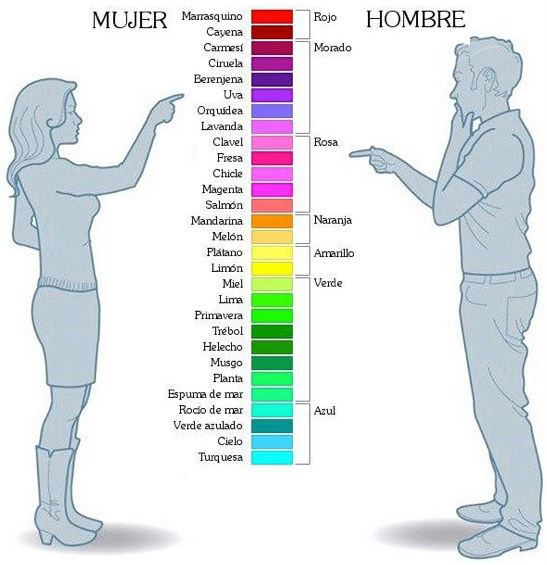 MUJER
HOMBRE
Marrasquino
Rojo
Cayena
Carmesí
Morado
Ciruela
Berenjena
Uva
Orquídea
Lavanda
Clavel
Rosa
Fresa
Chicle
Magenta
Salmón
Mandarina
Naranja
Melón
Plátano
Amarillo
Limón
Miel
Verde
Lima
Primavera
Trébol
Helecho
Musgo
Planta
Espuma de mar
Rocío de mar
Azul
Verde azulado
Cielo
Turquesa